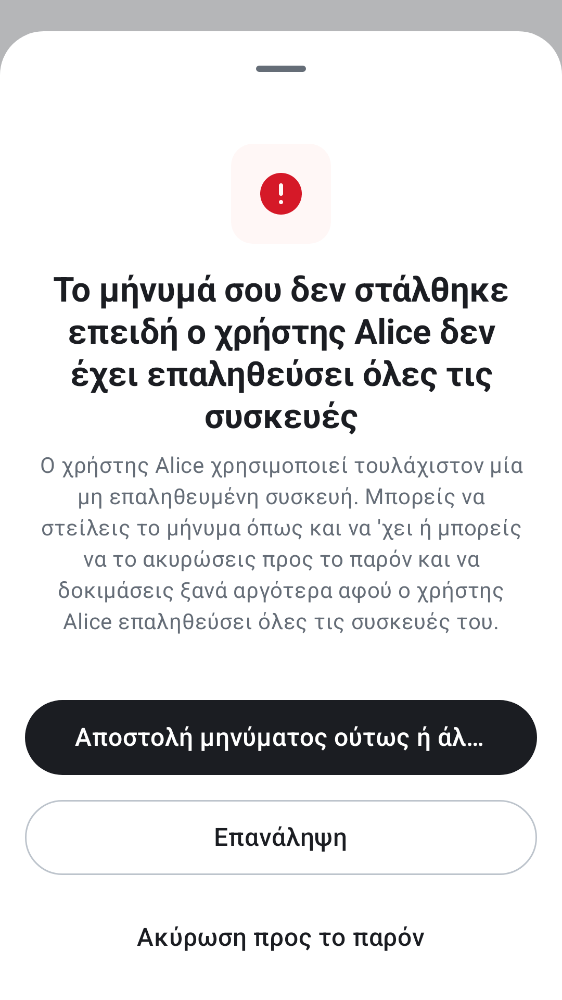 Το μήνυμά σου δεν στάλθηκε
επειδή ο χρήστης Alice δεν
έχει επαληθεύσει όλες τις
συσκευές
Ο χρήστης Alice χρησιμοποιεί τουλάχιστον μία
μη επαληθευμένη συσκευή. Μπορείς να
στείλεις το μήνυμα όπως και να 'χει ή μπορείς
να το ακυρώσεις προς το παρόν και να
δοκιμάσεις ξανά αργότερα αφού ο χρήστης
Alice επαληθεύσει όλες τις συσκευές του.
Αποστολή μηνύματος ούτως ή άλ...
Επανάληψη
Ακύρωση προς το παρόν